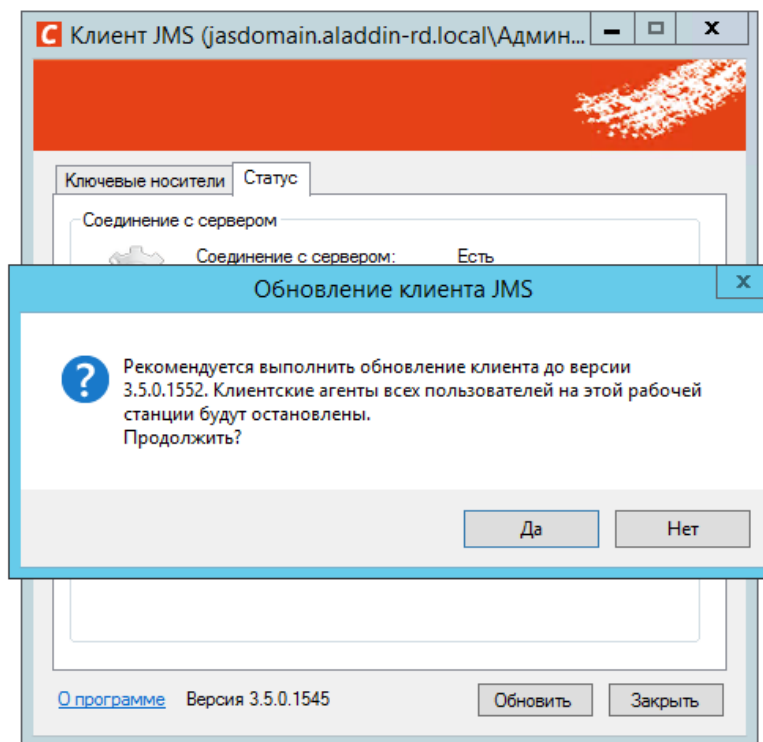 Клиент JMS (jasdomain.aladdin-rd.local\Админ...
Ключевые носители Статус
Соединение с сервером
Соединение с сервером: Есть
Обновление клиента JMS
Рекомендуется выполнить обновление клиента до версии
3.5.0.1552. Клиентские агенты всех пользователей на этой рабочей
станции будут остановлены.
Продолжить?
Да Нет
О программе Версия 3.5.0.1545 Обновить Закрыть